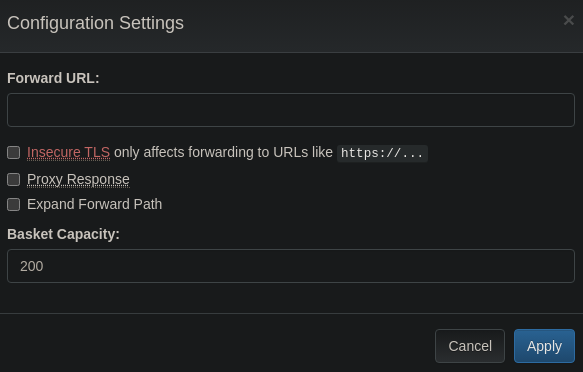 Configuration Settings ×
Forward URL:
Insecure TLS only affects forwarding to URLs like https://...
Proxy Response
Expand Forward Path
Basket Capacity:
200
Cancel Apply